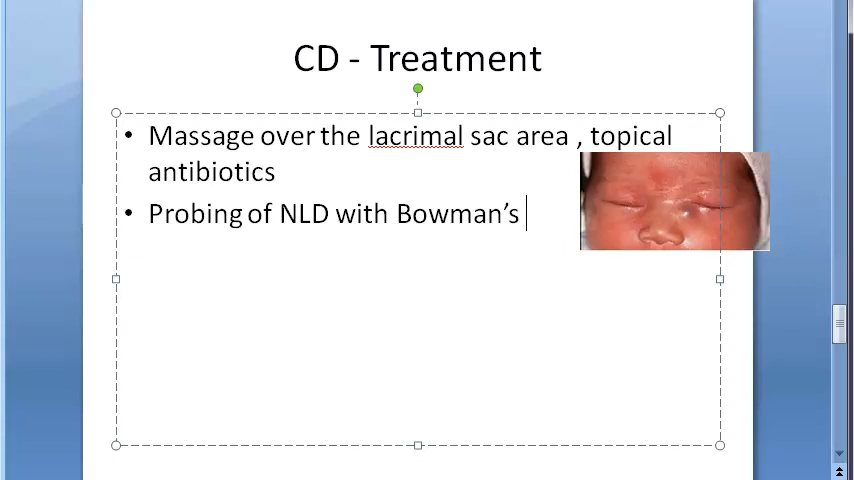 CD - Treatment
• Massage over the lacrimal sac area , topical
antibiotics
• Probing of NLD with Bowman’s